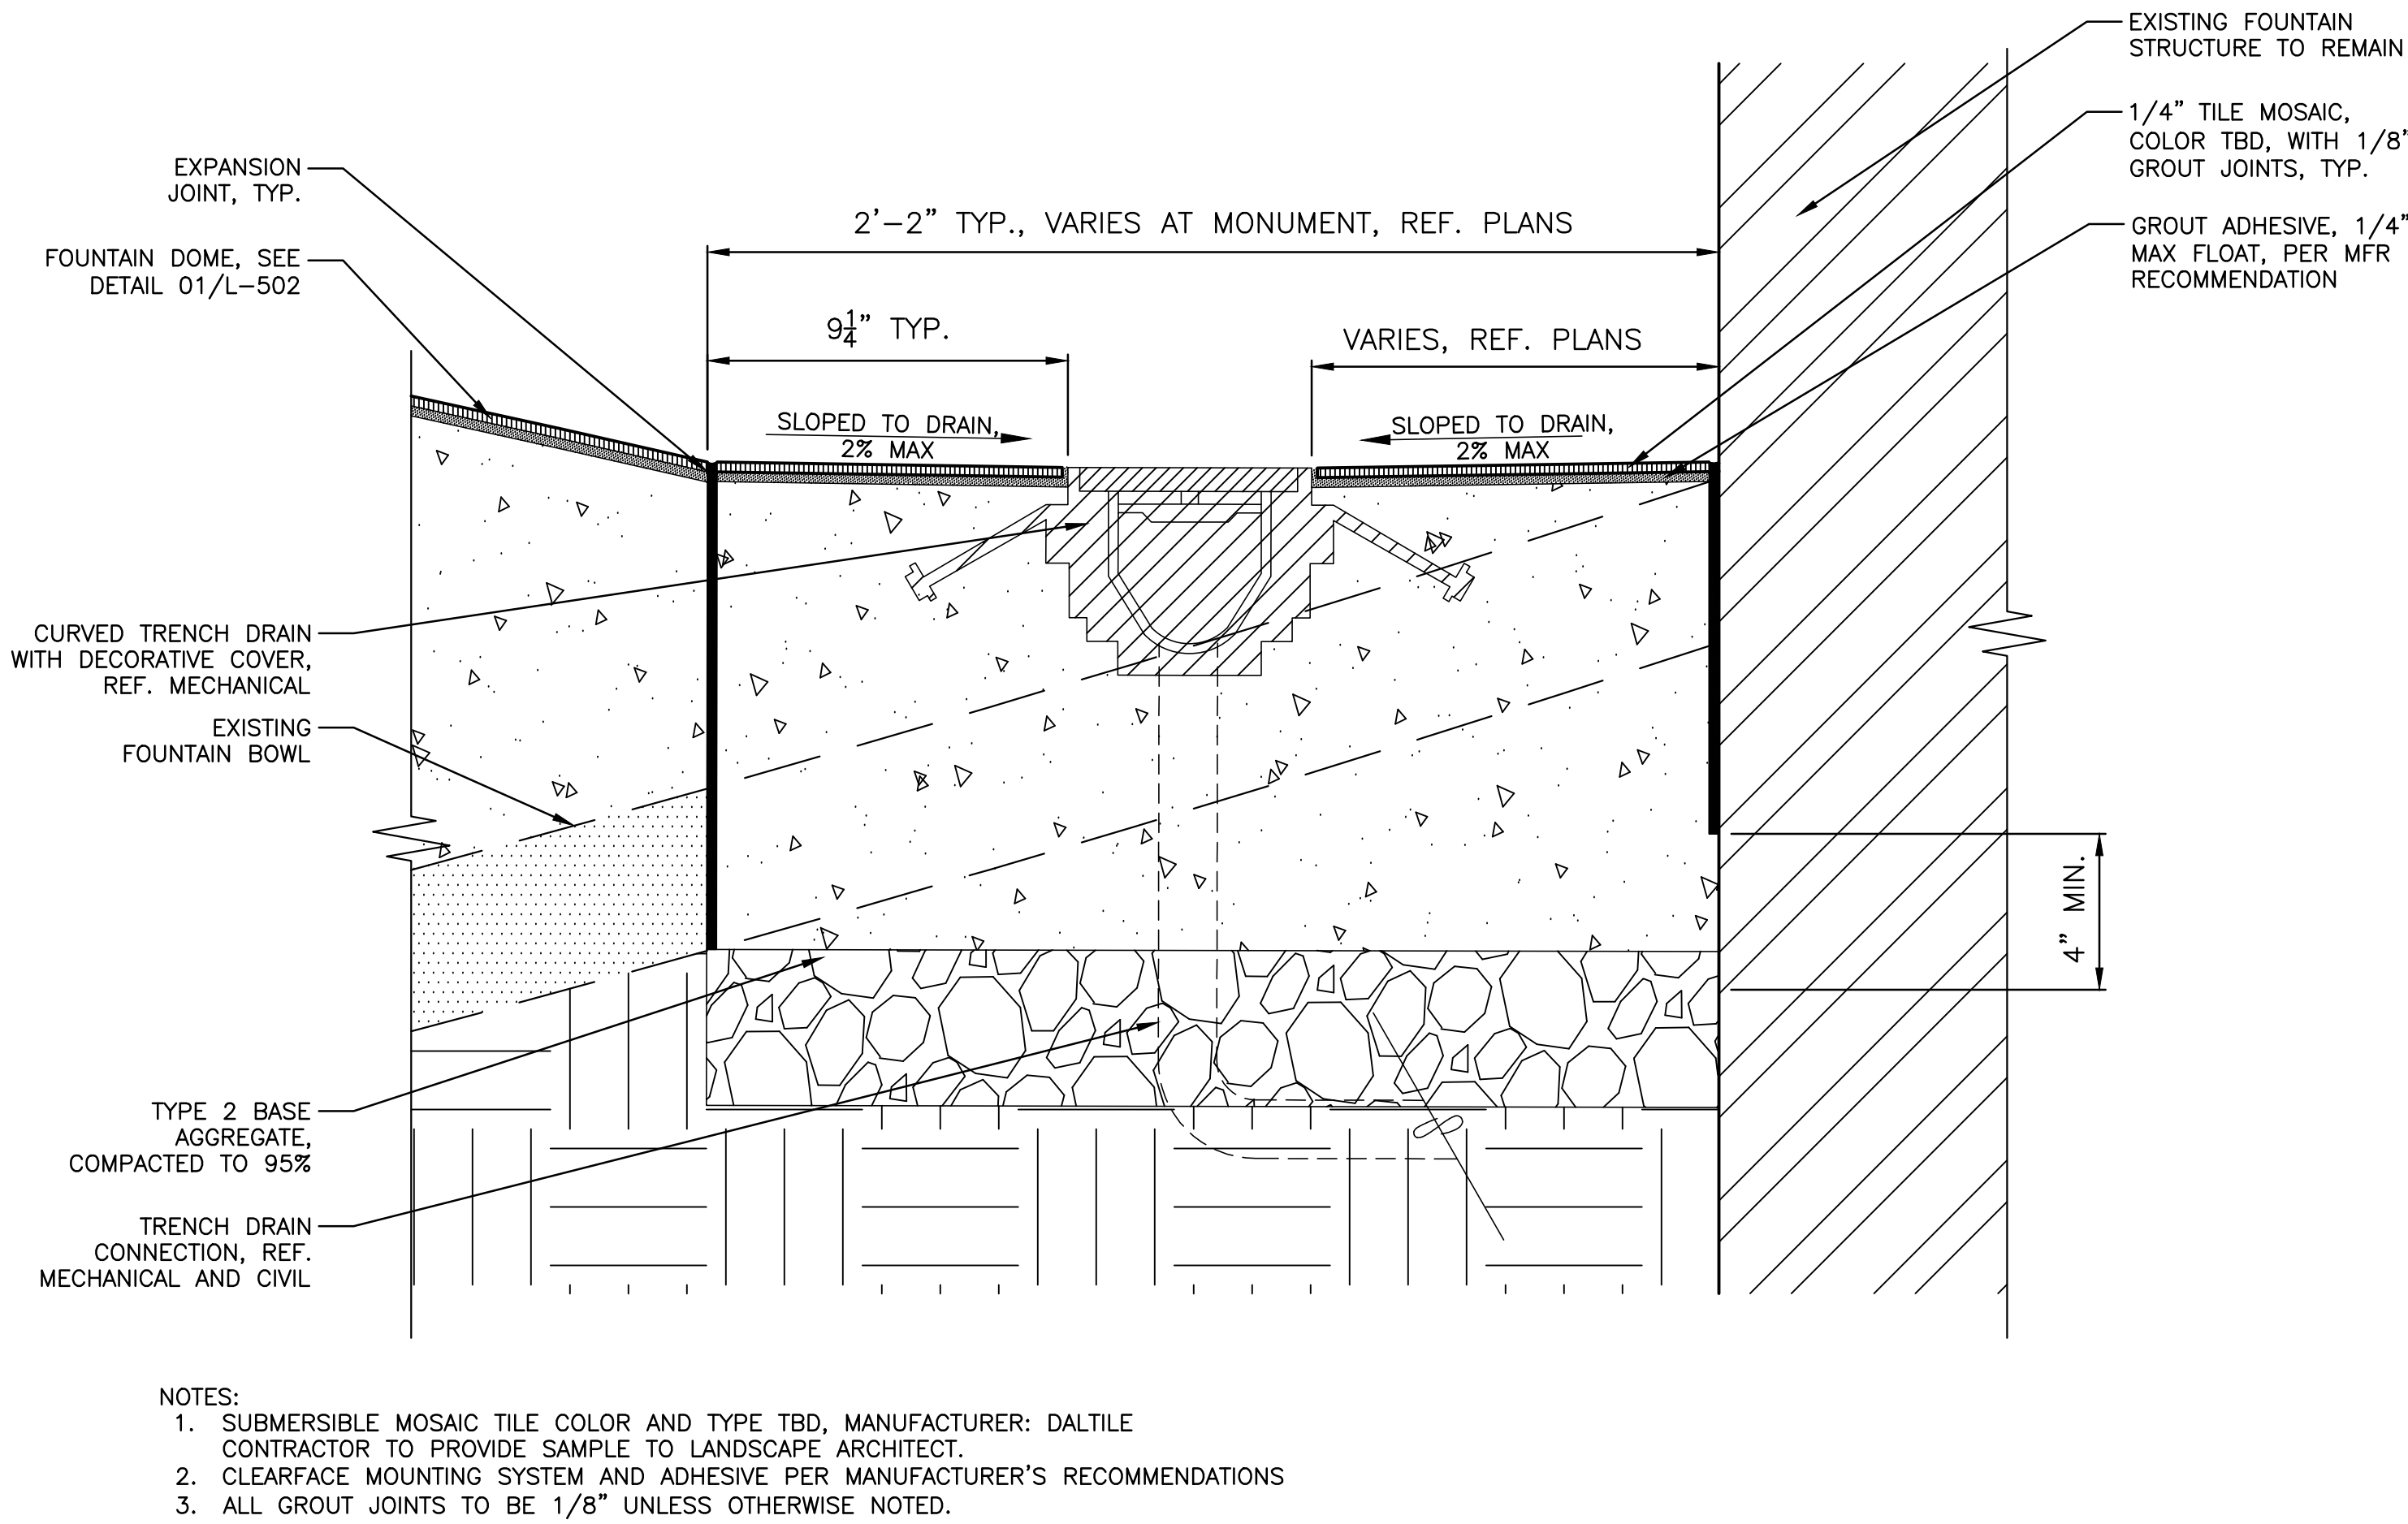 EXISTING FOUNTAIN
STRUCTURE TO REMAIN
1/4" TILE MOSAIC,
COLOR TBD, WITH 1/8"
GROUT JOINTS, TYP.
GROUT ADHESIVE, 1/4"
MAX FLOAT, PER MFR
RECOMMENDATION
EXPANSION
JOINT, TYP.
FOUNTAIN DOME, SEE
DETAIL 01/L-502
2'-2" TYP., VARIES AT MONUMENT, REF. PLANS
9 1/4" TYP.
VARIES, REF. PLANS
SLOPED TO DRAIN,
2% MAX
SLOPED TO DRAIN,
2% MAX
CURVED TRENCH DRAIN
WITH DECORATIVE COVER,
REF. MECHANICAL
EXISTING
FOUNTAIN BOWL
4" MIN.
TYPE 2 BASE
AGGREGATE,
COMPACTED TO 95%
TRENCH DRAIN
CONNECTION, REF.
MECHANICAL AND CIVIL
NOTES:
1. SUBMERSIBLE MOSAIC TILE COLOR AND TYPE TBD, MANUFACTURER: DALTILE
CONTRACTOR TO PROVIDE SAMPLE TO LANDSCAPE ARCHITECT.
2. CLEARFACE MOUNTING SYSTEM AND ADHESIVE PER MANUFACTURER'S RECOMMENDATIONS
3. ALL GROUT JOINTS TO BE 1/8" UNLESS OTHERWISE NOTED.